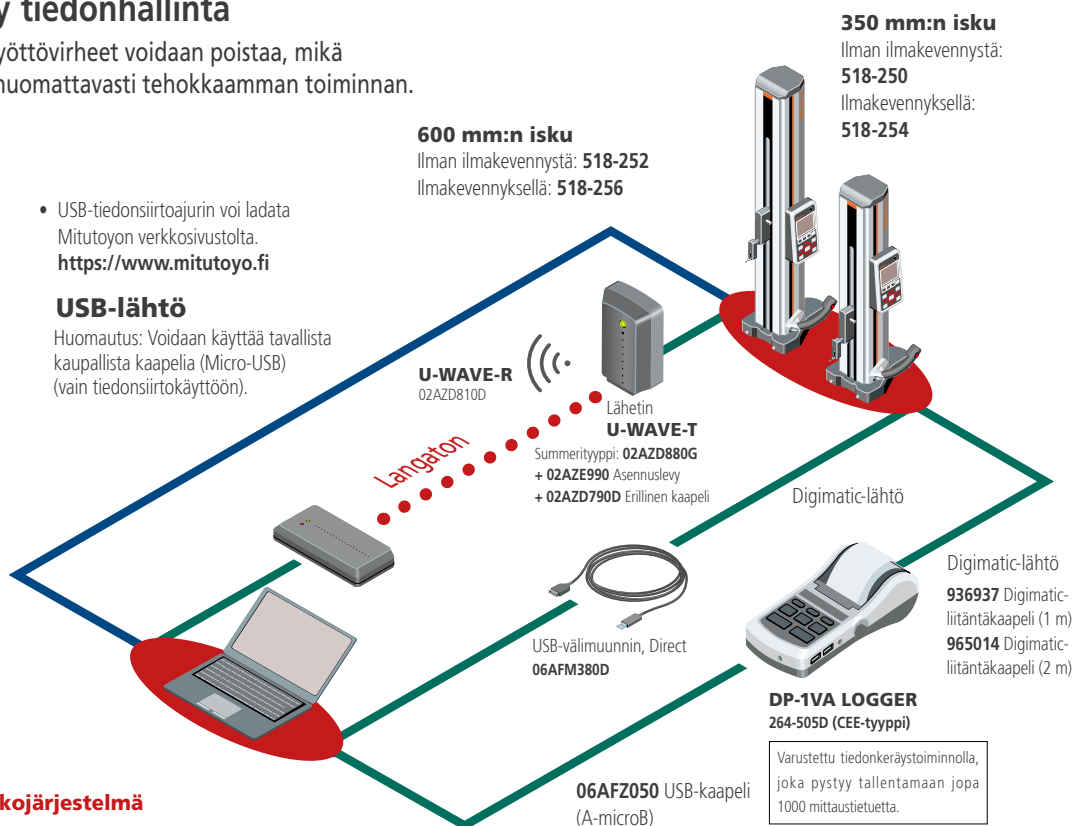 y tiedonhallinta
yöttövirheet voidaan poistaa, mikä
huomattavasti tehokkaamman toiminnan.
350 mm:n isku
Ilman ilmakevennystä:
518-250
Ilmakevennyksellä:
518-254
600 mm:n isku
Ilman ilmakevennystä: 518-252
Ilmakevennyksellä: 518-256
• USB-tiedonsiirtoajurin voi ladata
Mitutoyon verkkosivustolta.
https://www.mitutoyo.fi
USB-lähtö
Huomautus: Voidaan käyttää tavallista
kaupallista kaapelia (Micro-USB)
(vain tiedonsiirtokäyttöön).
U-WAVE-R
02AZD810D
Lähetin
U-WAVE-T
Summerityyppi: 02AZD880G
+ 02AZE990 Asennuslevy
+ 02AZD790D Erillinen kaapeli
Langaton
Digimatic-lähtö
USB-välimuunnin, Direct
06AFM380D
Digimatic-lähtö
936937 Digimatic-
liitäntäkaapeli (1 m)
965014 Digimatic-
liitäntäkaapeli (2 m)
DP-1VA LOGGER
264-505D (CEE-tyyppi)
Varustettu tiedonkeräystoiminnolla,
joka pystyy tallentamaan jopa
1000 mittaustietuetta.
06AFZ050 USB-kaapeli
(A-microB)
kojärjestelmä